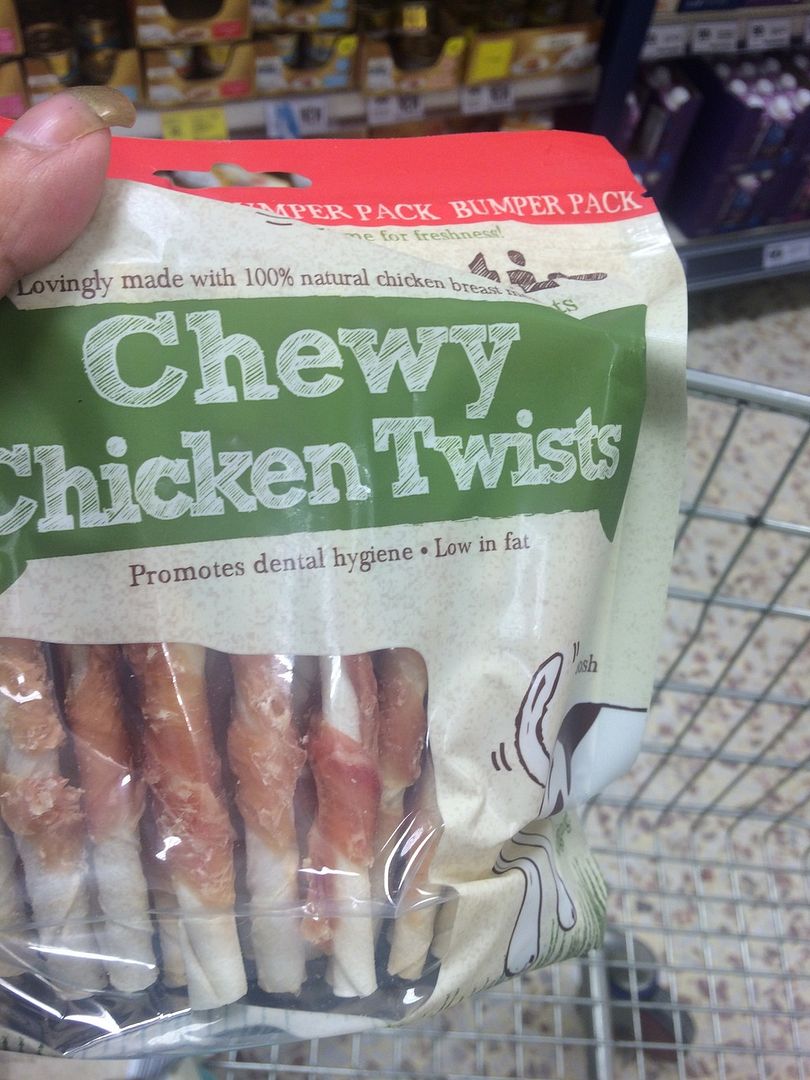 BUMPER PACK BUMPER PACK
me for freshness!
Lovingly made with 100% natural chicken breast
Chewy
Chicken Twists
Promotes dental hygiene • Low in fat